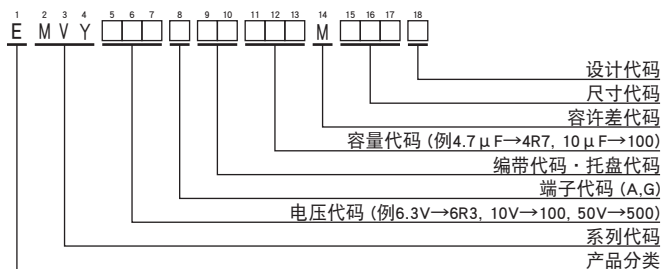 1 2 3 4 5 6 7 8 9 10 11 12 13 14 15 16 17 18
E M V Y □□□ □ □□ □□□ M □□□ □
设计代码
尺寸代码
容许差代码
容量代码 (例4.7μF→4R7, 10μF→100)
编带代码・托盘代码
端子代码 (A,G)
电压代码 (例6.3V→6R3, 10V→100, 50V→500)
系列代码
产品分类